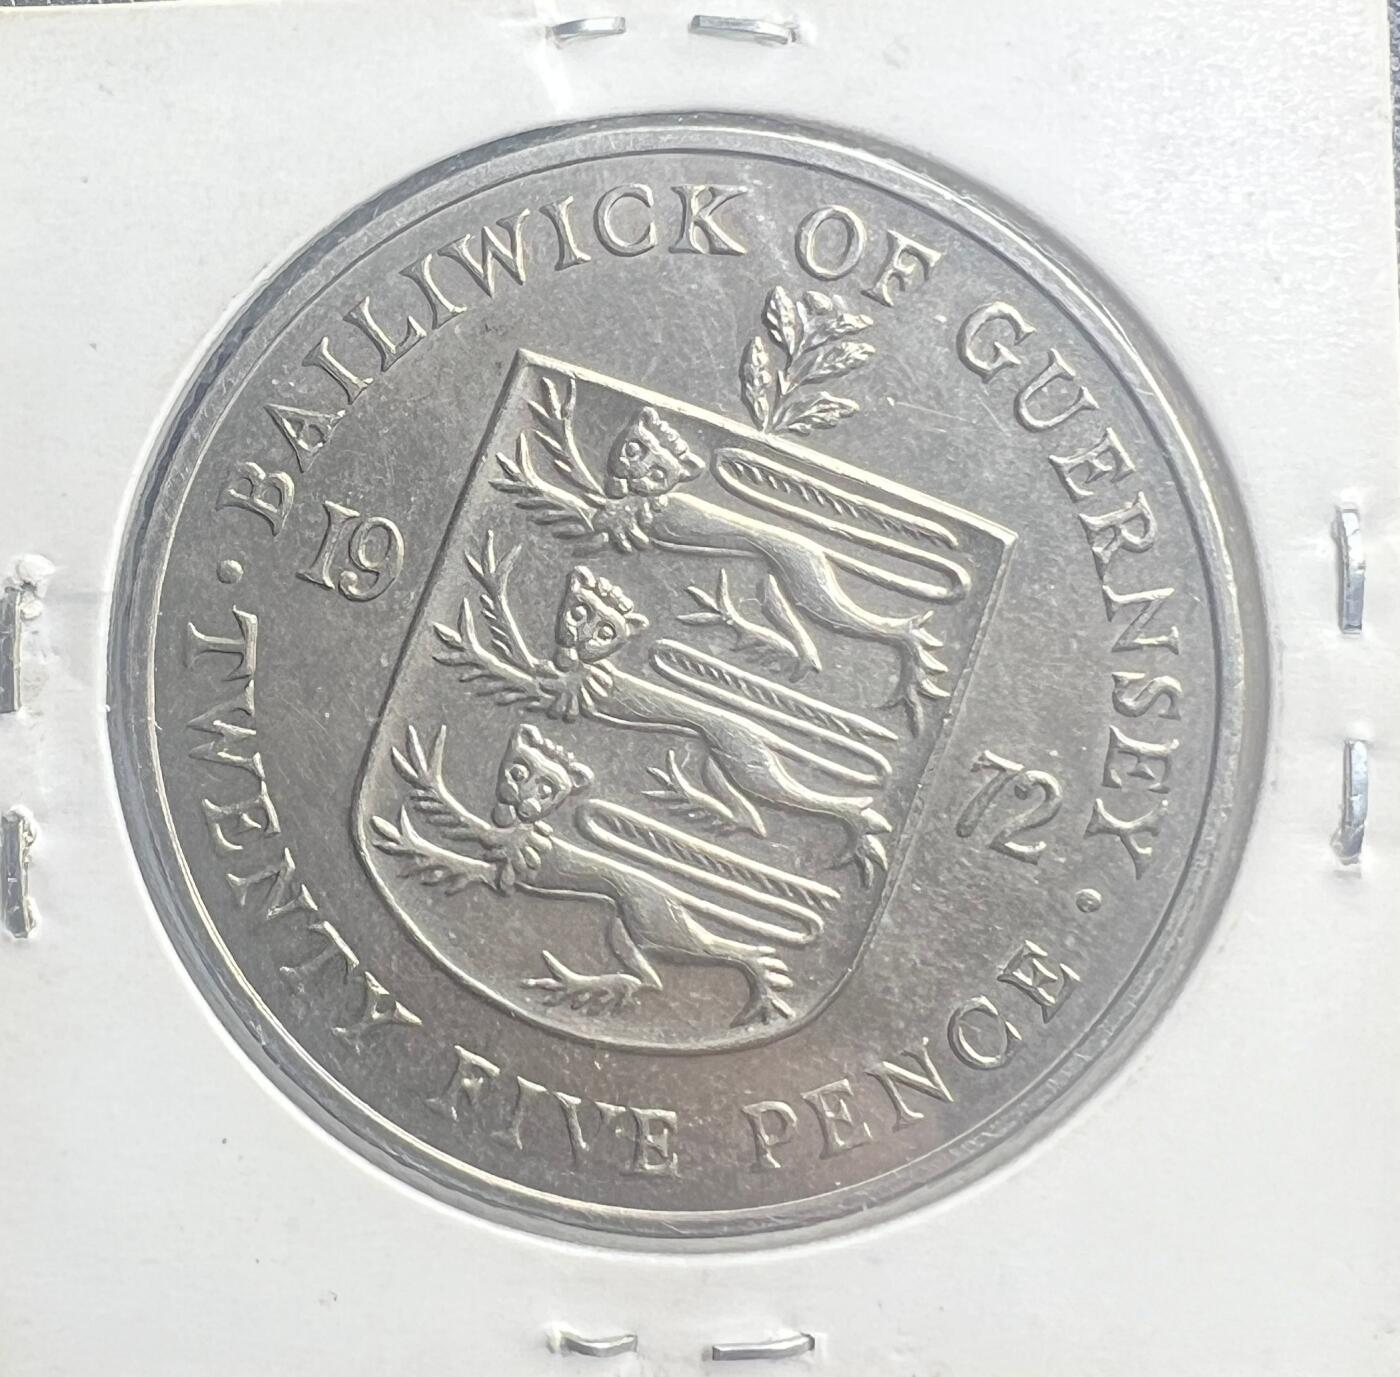 · BAILIWICK OF GUERNSEY ·
TWENTY FIVE PENCE
19
72